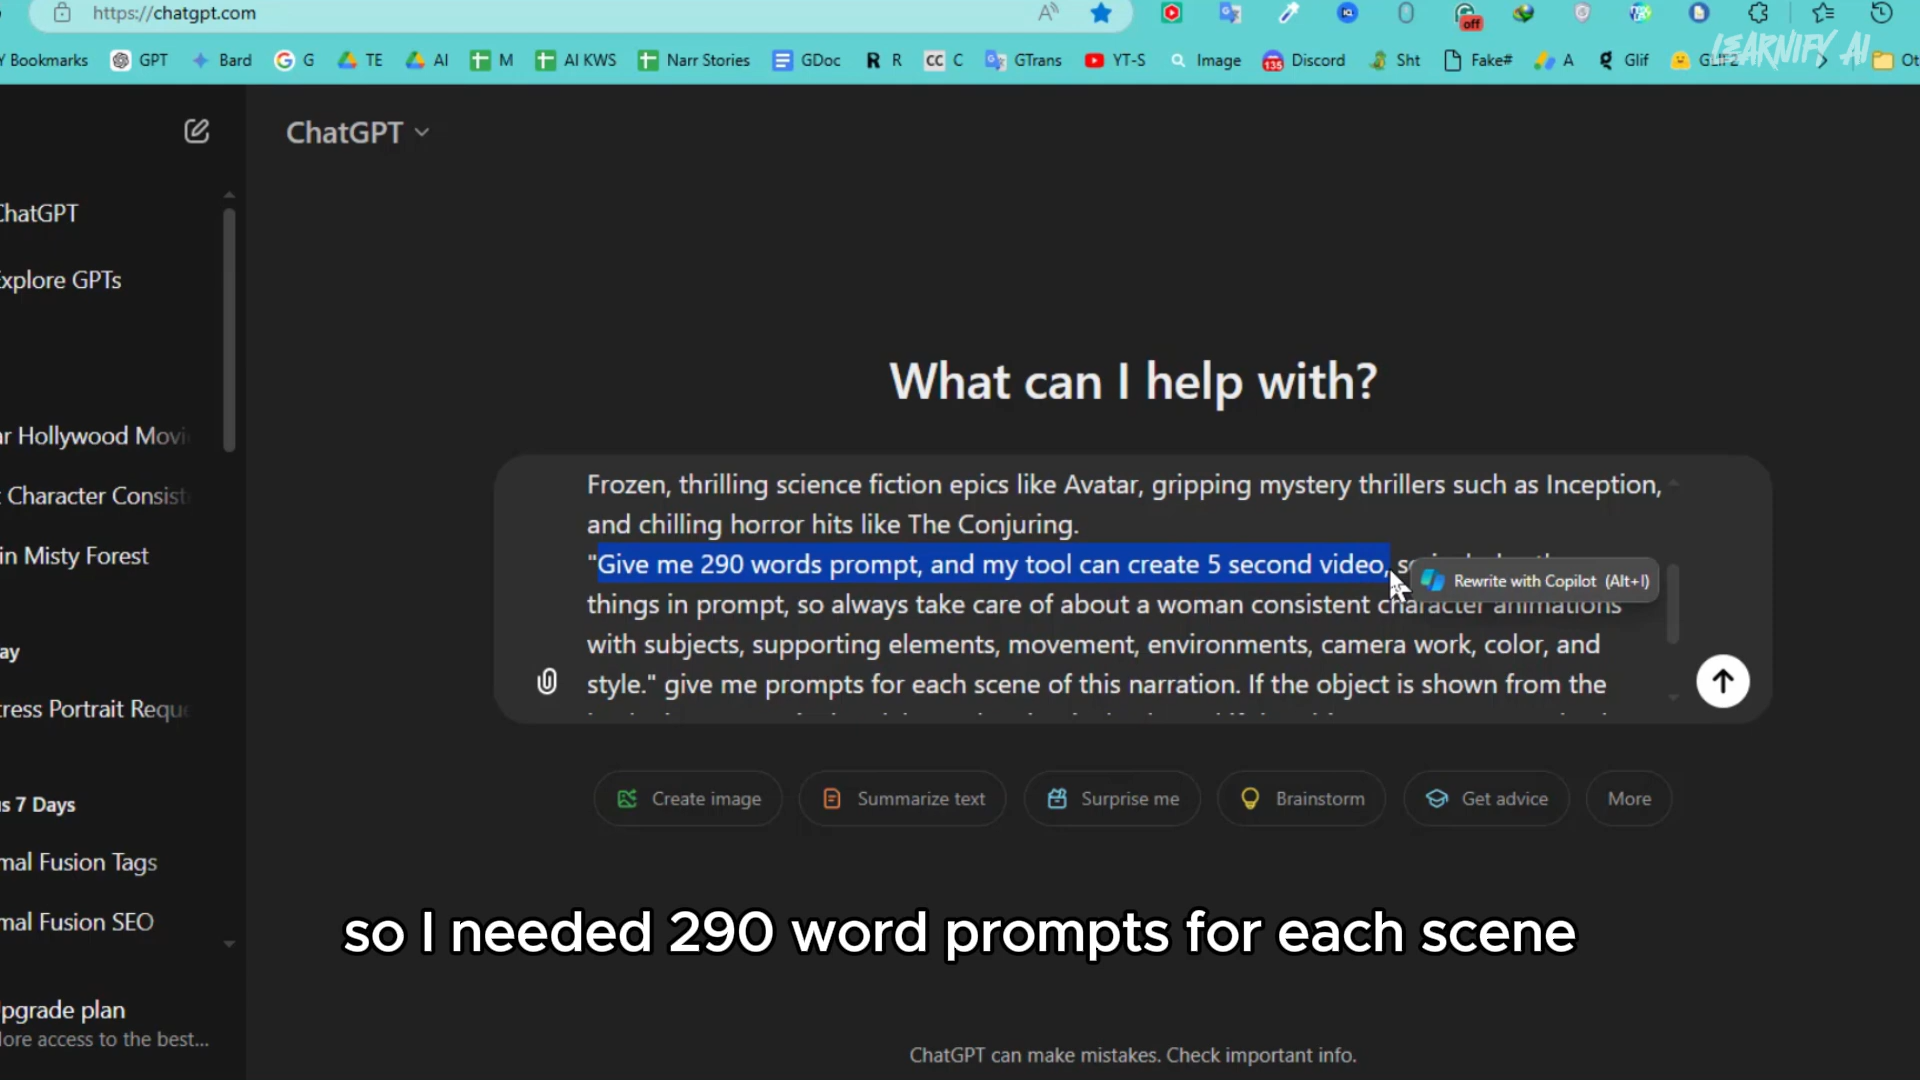 https://chatgpt.com
off
Y Bookmarks GPT Bard G TE AI M AI KWS Narr Stories GDoc R CC C GTrans YT-S Image 135 Discord Sht Fake# A Glif
LEARNIFY AI
ChatGPT
ChatGPT
Explore GPTs
ar Hollywood Movi
t Character Consist
in Misty Forest
ay
tress Portrait Reque
s 7 Days
mal Fusion Tags
mal Fusion SEO
pgrade plan
ore access to the best...
What can I help with?
Frozen, thrilling science fiction epics like Avatar, gripping mystery thrillers such as Inception,
and chilling horror hits like The Conjuring.
"Give me 290 words prompt, and my tool can create 5 second video,
Rewrite with Copilot (Alt+I)
things in prompt, so always take care of about a woman consistent character animations
with subjects, supporting elements, movement, environments, camera work, color, and
style." give me prompts for each scene of this narration. If the object is shown from the
Create image Summarize text Surprise me Brainstorm Get advice More
so I needed 290 word prompts for each scene
ChatGPT can make mistakes. Check important info.